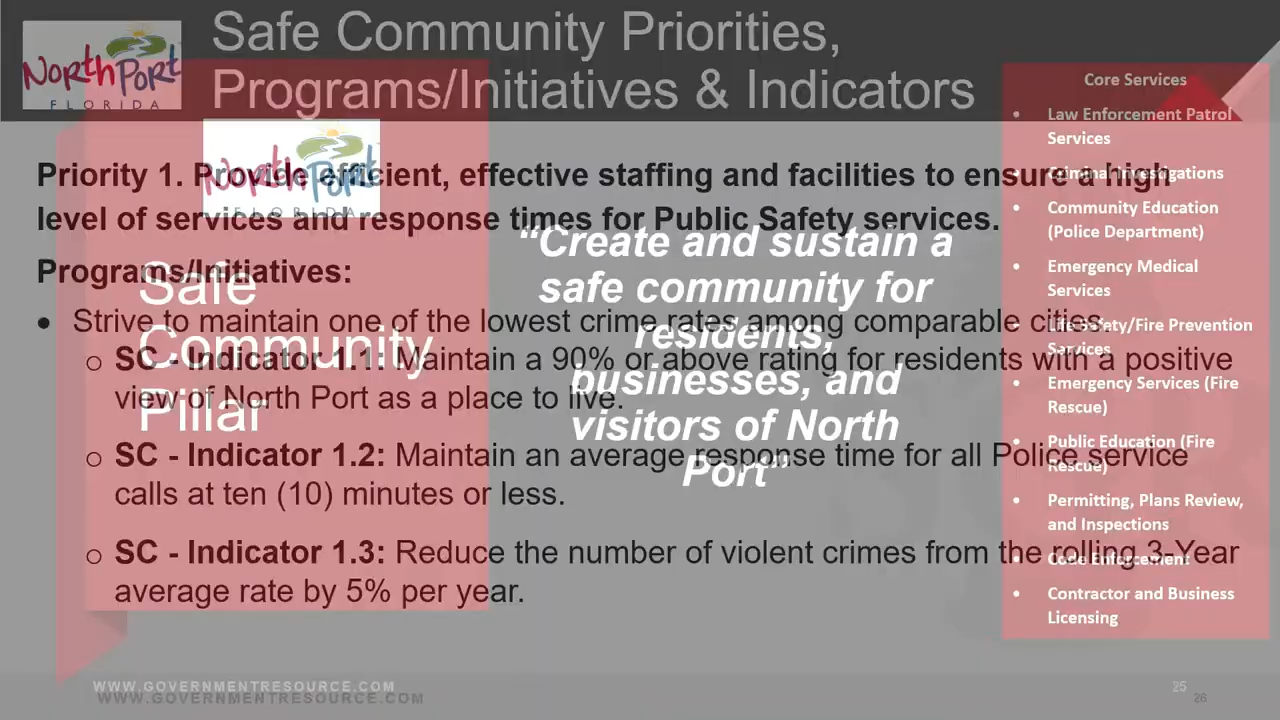 Safe Community Priorities,
Programs/Initiatives & Indicators
North Port
FLORIDA
Priority 1. Provide efficient, effective staffing and facilities to ensure a high
level of services and response times for Public Safety services.
Programs/Initiatives:
• Strive to maintain one of the lowest crime rates among comparable cities.
o SC - Indicator 1.1: Maintain a 90% or above rating for residents with a positive
view of North Port as a place to live.
o SC - Indicator 1.2: Maintain an average response time for all Police service
calls at ten (10) minutes or less.
o SC - Indicator 1.3: Reduce the number of violent crimes from the rolling 3-Year
average rate by 5% per year.
WWW.GOVERNMENTRESOURCE.COM
26
North Port
FLORIDA
Safe
Community
Pillar
“Create and sustain a
safe community for
residents,
businesses, and
visitors of North
Port”
Core Services
• Law Enforcement Patrol
Services
• Criminal Investigations
• Community Education
(Police Department)
• Emergency Medical
Services
• Life Safety/Fire Prevention
Services
• Emergency Services (Fire
Rescue)
• Public Education (Fire
Rescue)
• Permitting, Plans Review,
and Inspections
• Code Enforcement
• Contractor and Business
Licensing
WWW.GOVERNMENTRESOURCE.COM
25